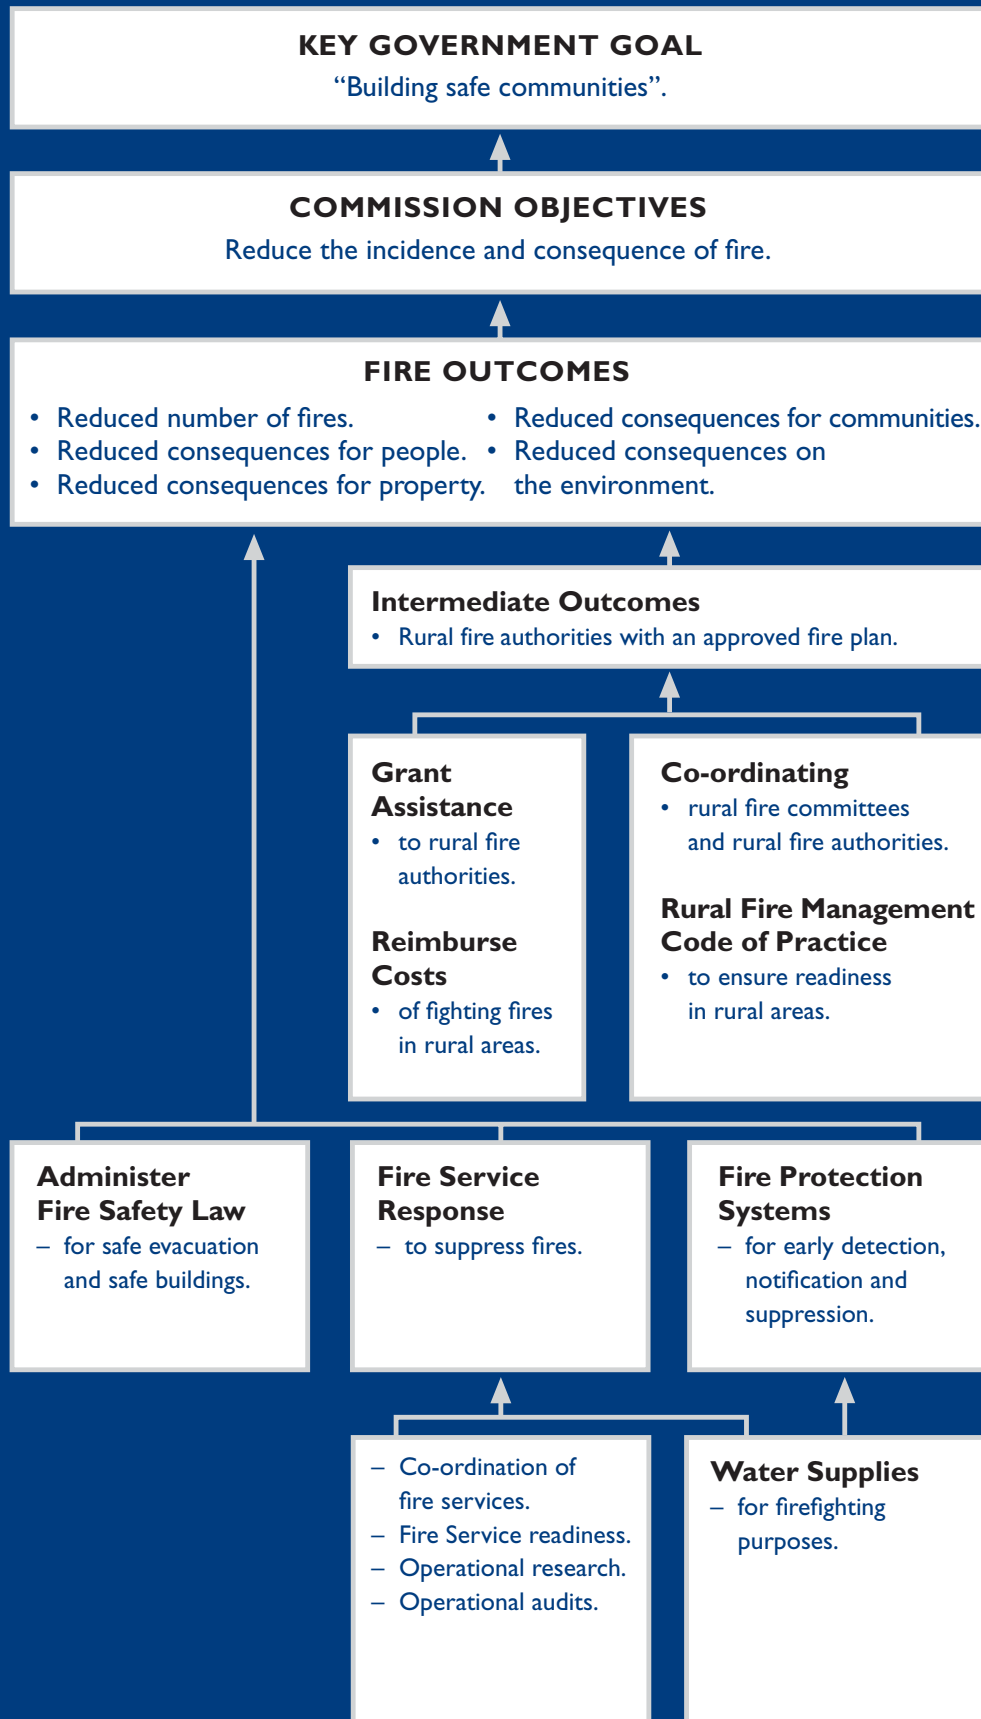 KEY GOVERNMENT GOAL
“Building safe communities”.
COMMISSION OBJECTIVES
Reduce the incidence and consequence of fire.
FIRE OUTCOMES
• Reduced number of fires.
• Reduced consequences for people.
• Reduced consequences for property.
• Reduced consequences for communities.
• Reduced consequences on
the environment.
Intermediate Outcomes
• Rural fire authorities with an approved fire plan.
Grant
Assistance
• to rural fire
authorities.
Reimburse
Costs
• of fighting fires
in rural areas.
Co-ordinating
• rural fire committees
and rural fire authorities.
Rural Fire Management
Code of Practice
• to ensure readiness
in rural areas.
Administer
Fire Safety Law
– for safe evacuation
and safe buildings.
Fire Service
Response
– to suppress fires.
Fire Protection
Systems
– for early detection,
notification and
suppression.
– Co-ordination of
fire services.
– Fire Service readiness.
– Operational research.
– Operational audits.
Water Supplies
– for firefighting
purposes.